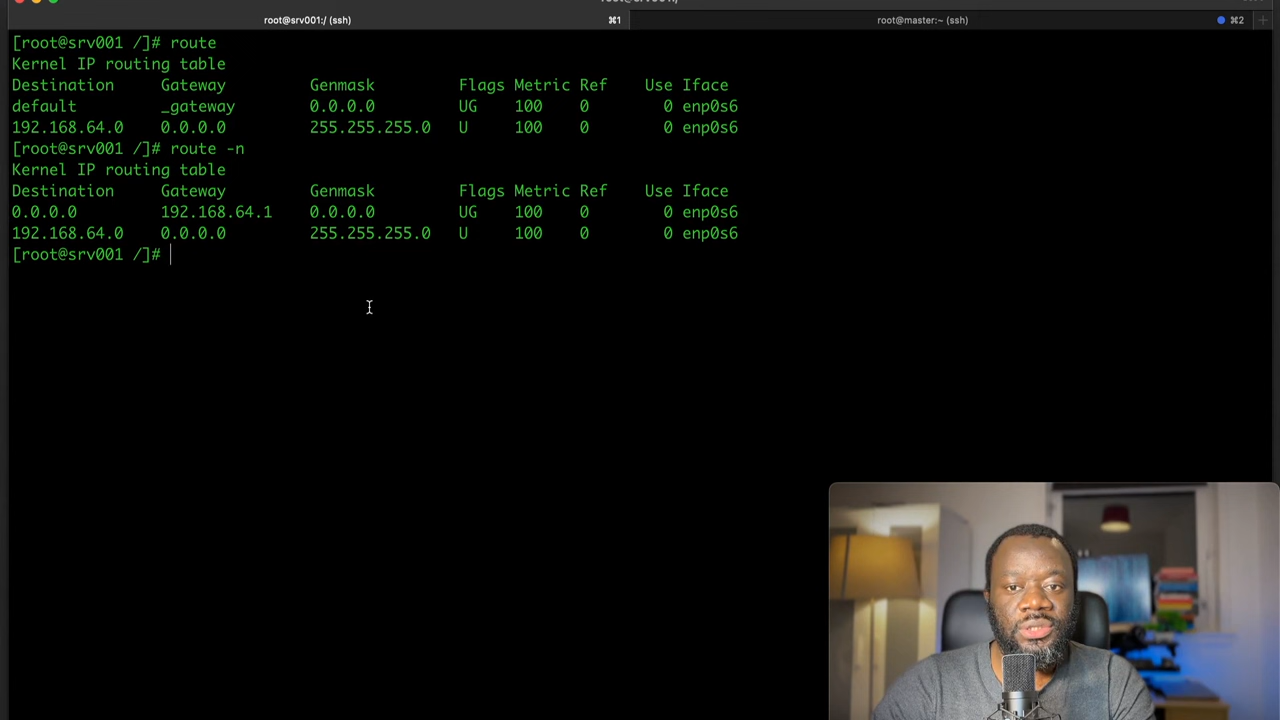 root@srv001:/ (ssh) ⌘1 root@master:~ (ssh) ⌘2 +
[root@srv001 /]# route
Kernel IP routing table
Destination Gateway Genmask Flags Metric Ref Use Iface
default _gateway 0.0.0.0 UG 100 0 0 enp0s6
192.168.64.0 0.0.0.0 255.255.255.0 U 100 0 0 enp0s6
[root@srv001 /]# route -n
Kernel IP routing table
Destination Gateway Genmask Flags Metric Ref Use Iface
0.0.0.0 192.168.64.1 0.0.0.0 UG 100 0 0 enp0s6
192.168.64.0 0.0.0.0 255.255.255.0 U 100 0 0 enp0s6
[root@srv001 /]#